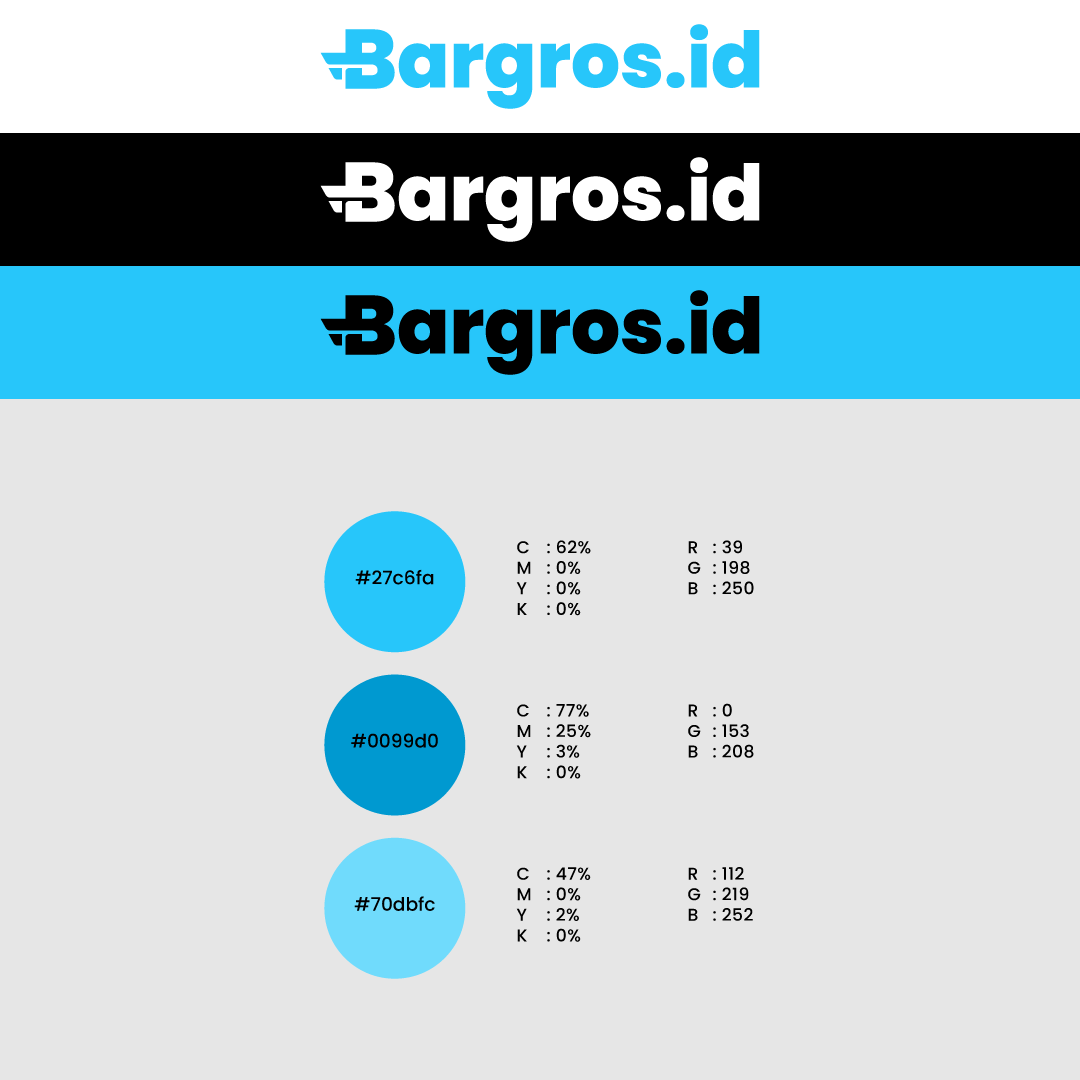 Bargros.id
Bargros.id
Bargros.id
#27c6fa
C : 62%
M : 0%
Y : 0%
K : 0%
R : 39
G : 198
B : 250
#0099d0
C : 77%
M : 25%
Y : 3%
K : 0%
R : 0
G : 153
B : 208
#70dbfc
C : 47%
M : 0%
Y : 2%
K : 0%
R : 112
G : 219
B : 252